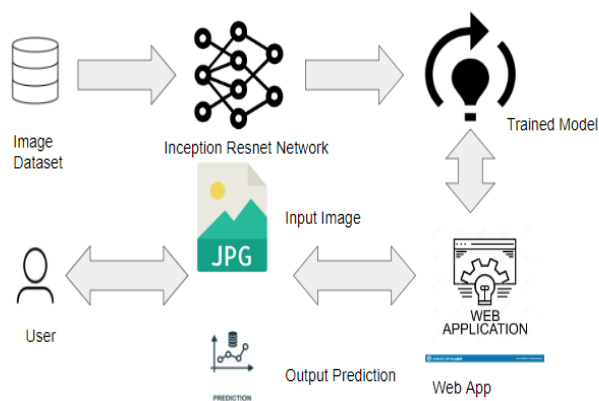 Image
Dataset
Inception Resnet Network
Trained Model
JPG
Input Image
User
WEB
APPLICATION
PREDICTION
Output Prediction
Web App